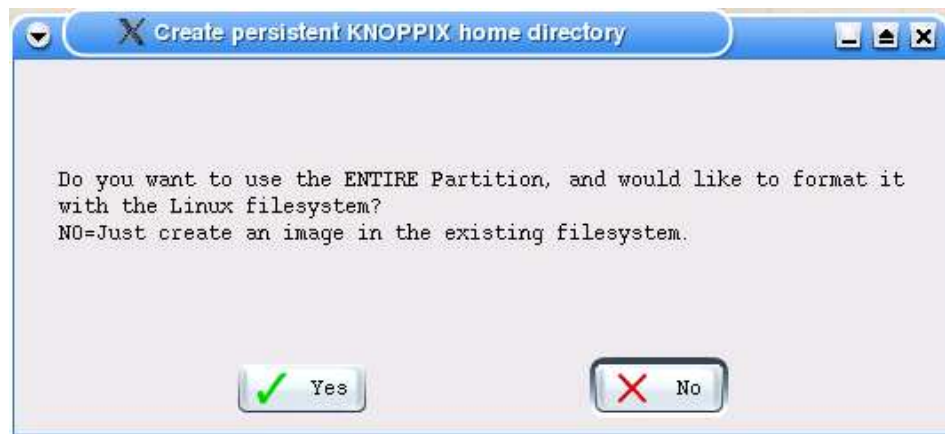 Create persistent KNOPPIX home directory
Do you want to use the ENTIRE Partition, and would like to format it
with the Linux filesystem?
NO=Just create an image in the existing filesystem.
Yes
No